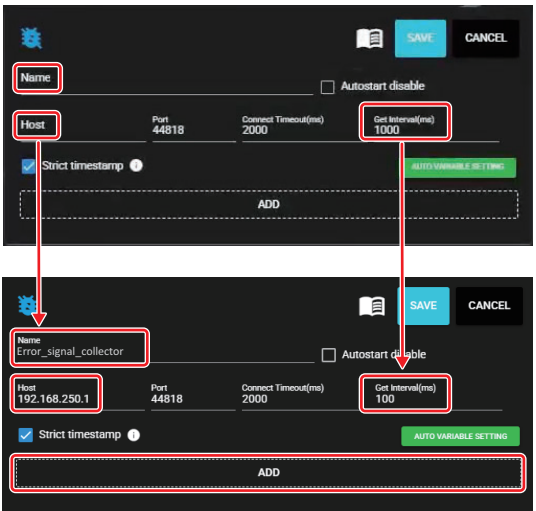 SAVE
CANCEL
Name
Autostart disable
Host
Port
44818
Connect Timeout(ms)
2000
Get Interval(ms)
1000
Strict timestamp
AUTO VARIABLE SETTING
ADD
SAVE
CANCEL
Name
Error_signal_collector
Autostart disable
Host
192.168.250.1
Port
44818
Connect Timeout(ms)
2000
Get Interval(ms)
100
Strict timestamp
AUTO VARIABLE SETTING
ADD